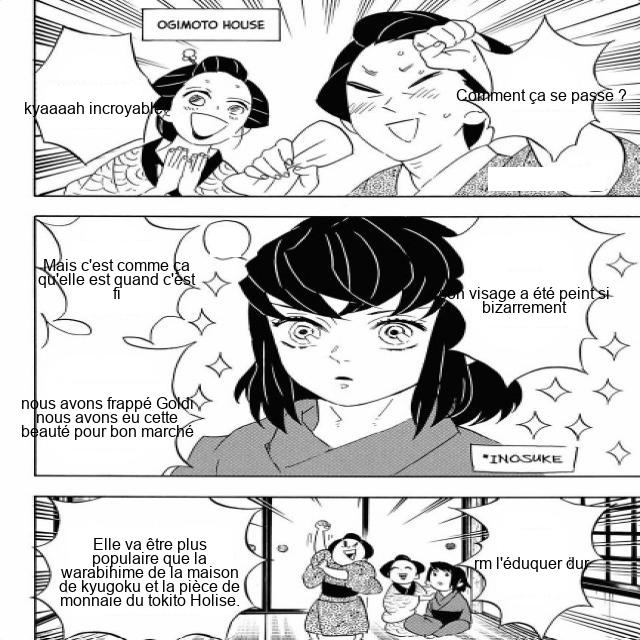 OGIMOTO HOUSE
Comment ça se passe ?
kyaaaah incroyable
visage a été peint si
bizarrement
Mais c'est comme ça
qu'elle est quand c'est
fi
nous avons frappé Goldi
nous avons eu cette
beauté pour bon marché
*INOSUKE
rm l'éduquer dur
Elle va être plus
populaire que la
warabihime de la maison
de kyugoku et la pièce de
monnaie du tokito Holise.